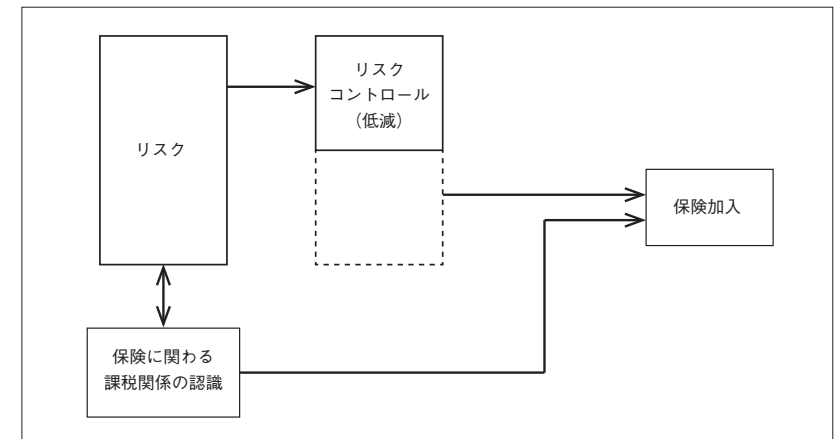 リスク
リスク
コントロール
（低減）
保険加入
保険に関わる
課税関係の認識